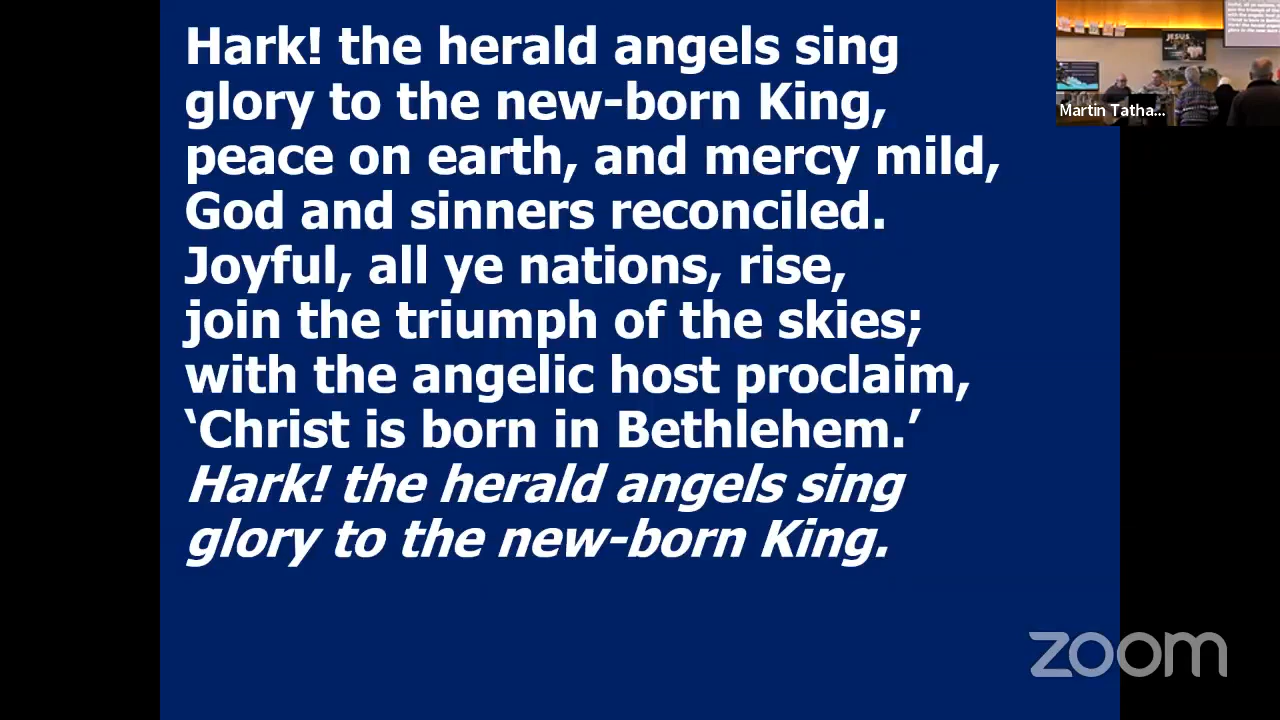 Hark! the herald angels sing
glory to the new-born King,
peace on earth, and mercy mild,
God and sinners reconciled.
Joyful, all ye nations, rise,
join the triumph of the skies;
with the angelic host proclaim,
‘Christ is born in Bethlehem.’
Hark! the herald angels sing
glory to the new-born King.
JESUS
Martin Tatha...
zoom